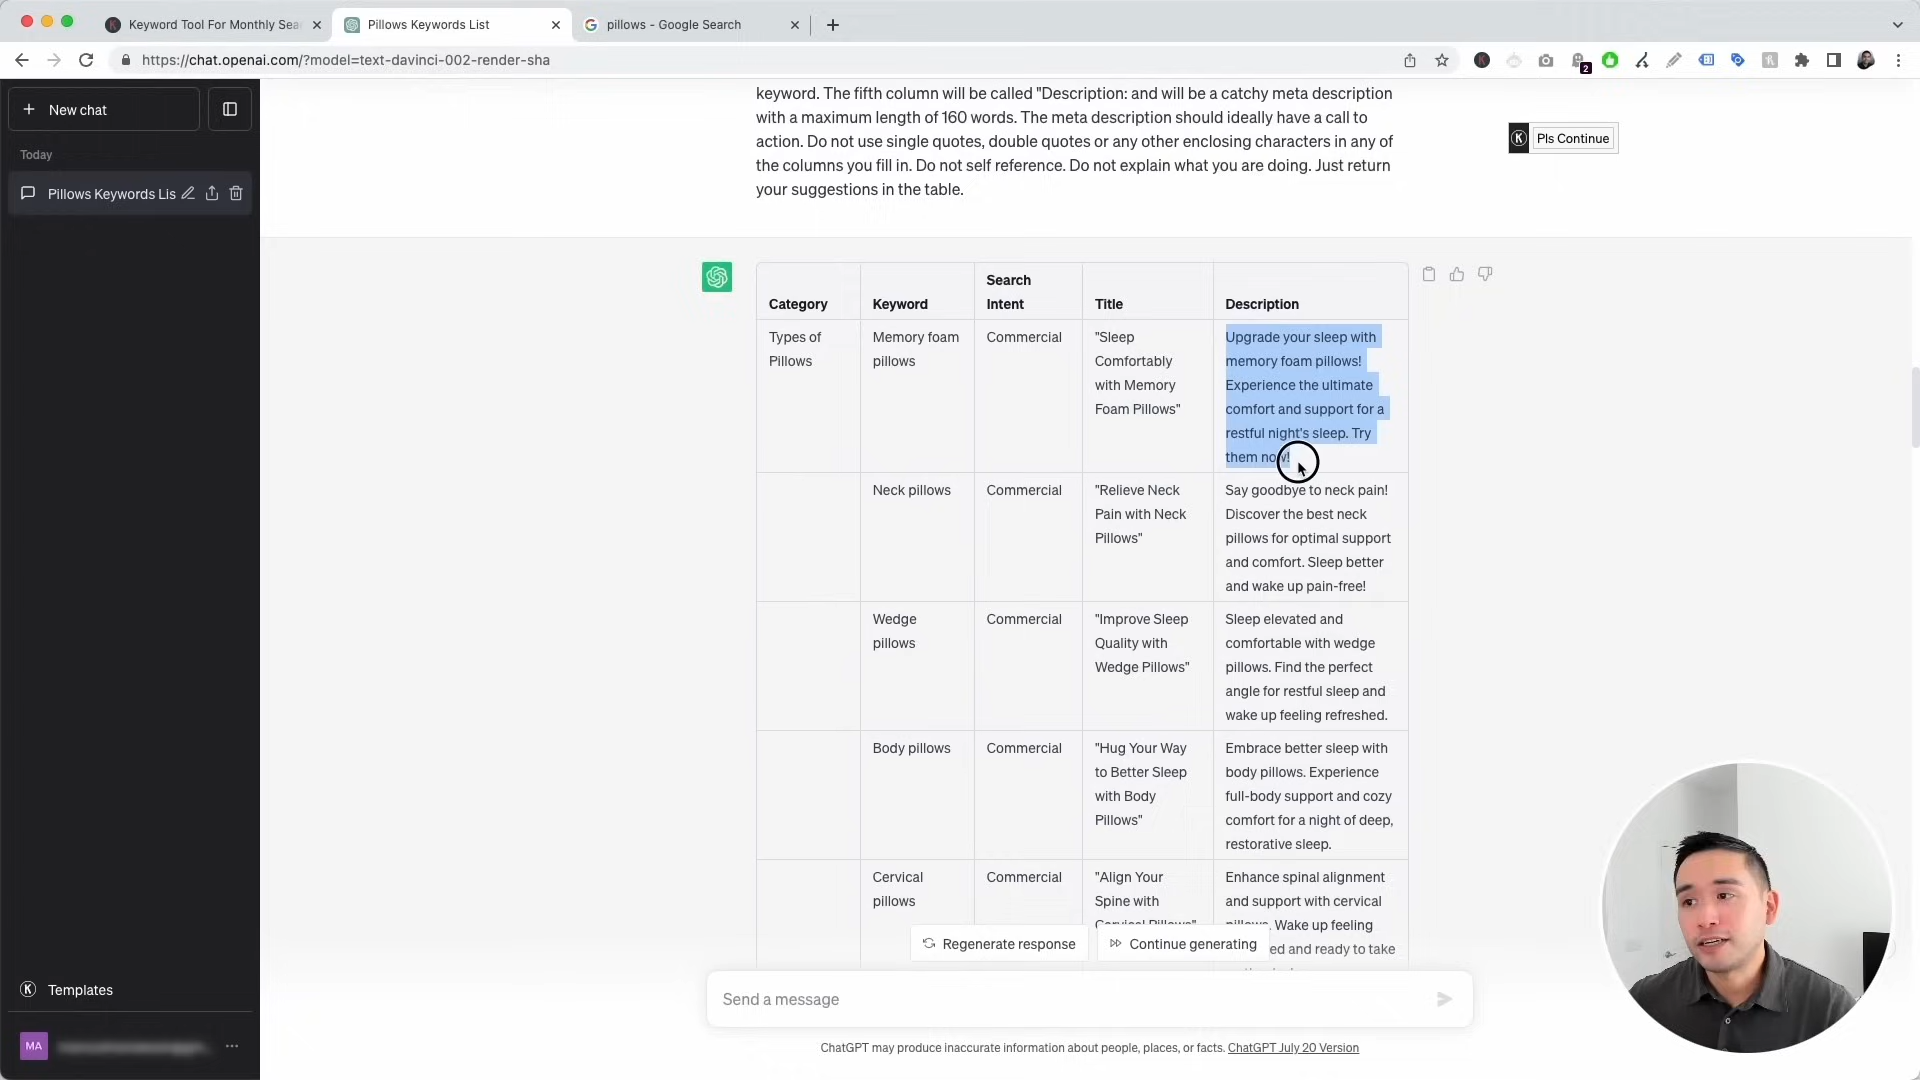 Keyword Tool For Monthly Sea
Pillows Keywords List
pillows - Google Search
https://chat.openai.com/?model=text-davinci-002-render-sha
2
New chat
Today
Pillows Keywords Lis
keyword. The fifth column will be called "Description: and will be a catchy meta description
with a maximum length of 160 words. The meta description should ideally have a call to
action. Do not use single quotes, double quotes or any other enclosing characters in any of
the columns you fill in. Do not self reference. Do not explain what you are doing. Just return
your suggestions in the table.
K Pls Continue
Category
Keyword
Search
Intent
Title
Description
Types of
Pillows
Memory foam
pillows
Commercial
"Sleep
Comfortably
with Memory
Foam Pillows"
Upgrade your sleep with
memory foam pillows!
Experience the ultimate
comfort and support for a
restful night's sleep. Try
them now!
Neck pillows
Commercial
"Relieve Neck
Pain with Neck
Pillows"
Say goodbye to neck pain!
Discover the best neck
pillows for optimal support
and comfort. Sleep better
and wake up pain-free!
Wedge
pillows
Commercial
"Improve Sleep
Quality with
Wedge Pillows"
Sleep elevated and
comfortable with wedge
pillows. Find the perfect
angle for restful sleep and
wake up feeling refreshed.
Body pillows
Commercial
"Hug Your Way
to Better Sleep
with Body
Pillows"
Embrace better sleep with
body pillows. Experience
full-body support and cozy
comfort for a night of deep,
restorative sleep.
Cervical
pillows
Commercial
"Align Your
Spine with
Cervical Pillows"
Enhance spinal alignment
and support with cervical
pillows. Wake up feeling
ed and ready to take
Regenerate response
Continue generating
Send a message
ChatGPT may produce inaccurate information about people, places, or facts. ChatGPT July 20 Version
K Templates
MA